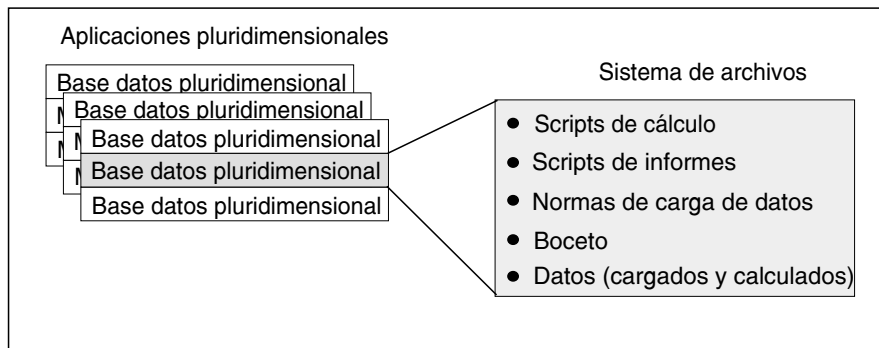 Aplicaciones pluridimensionales
Base datos pluridimensional
Base datos pluridimensional
Base datos pluridimensional
Base datos pluridimensional
Base datos pluridimensional
Sistema de archivos
• Scripts de cálculo
• Scripts de informes
• Normas de carga de datos
• Boceto
• Datos (cargados y calculados)